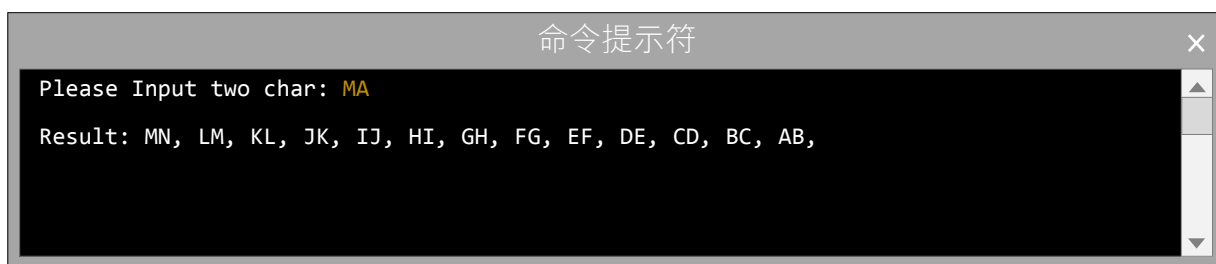 命令提示符
Please Input two char: MA
Result: MN, LM, KL, JK, IJ, HI, GH, FG, EF, DE, CD, BC, AB,